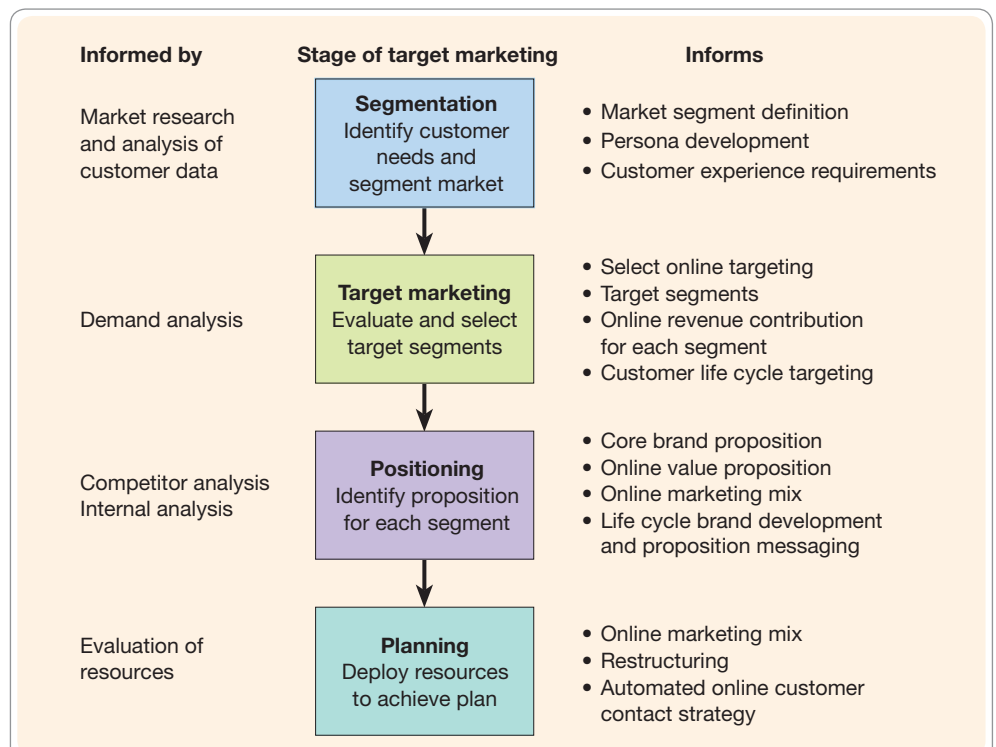 Informed by
Stage of target marketing
Informs
Market research
and analysis of
customer data
Segmentation
Identify customer
needs and
segment market
• Market segment definition
• Persona development
• Customer experience requirements
Demand analysis
Target marketing
Evaluate and select
target segments
• Select online targeting
• Target segments
• Online revenue contribution
for each segment
• Customer life cycle targeting
Competitor analysis
Internal analysis
Positioning
Identify proposition
for each segment
• Core brand proposition
• Online value proposition
• Online marketing mix
• Life cycle brand development
and proposition messaging
Evaluation of
resources
Planning
Deploy resources
to achieve plan
• Online marketing mix
• Restructuring
• Automated online customer
contact strategy